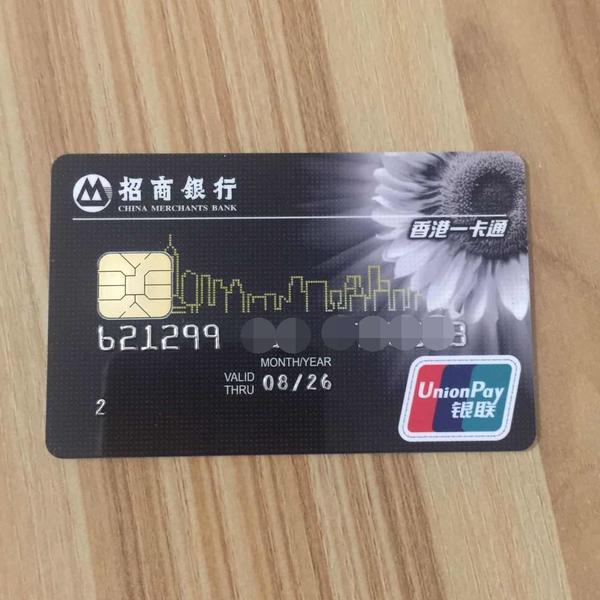 招商銀行
CHINA MERCHANTS BANK
香港一卡通
621299
MONTH/YEAR
VALID THRU 08/26
2
UnionPay
银联